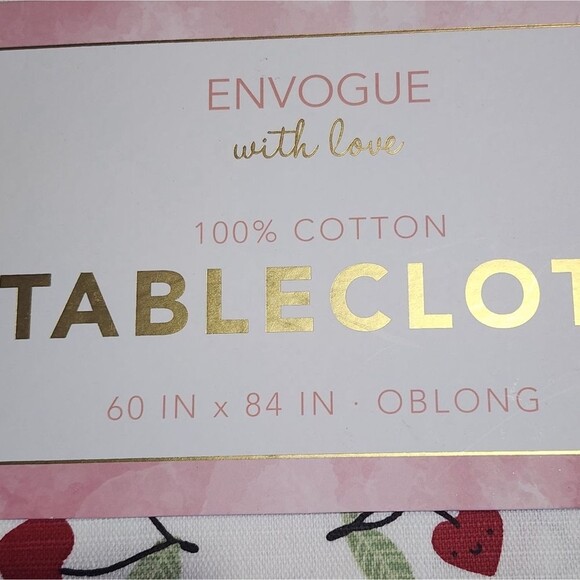 ENVOGUE
with love
100% COTTON
TABLECLOT
60 IN x 84 IN · OBLONG